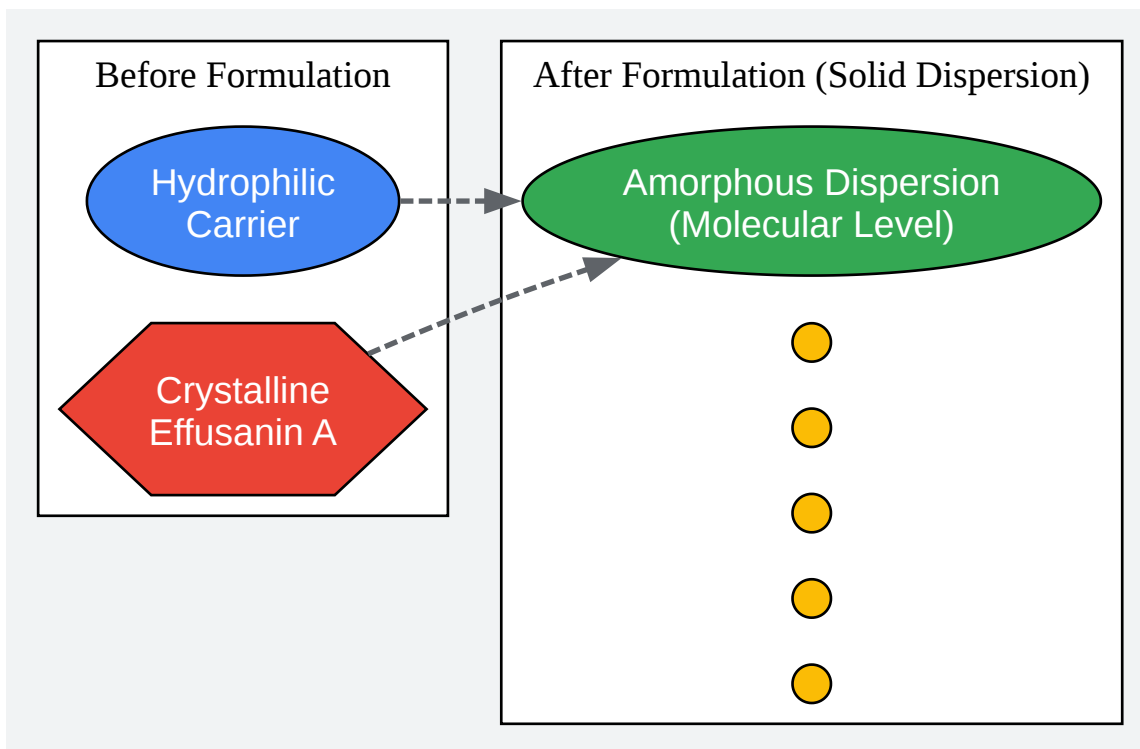 Before Formulation
Hydrophilic
Carrier
Crystalline
Effusanin A
After Formulation (Solid Dispersion)
Amorphous Dispersion
(Molecular Level)